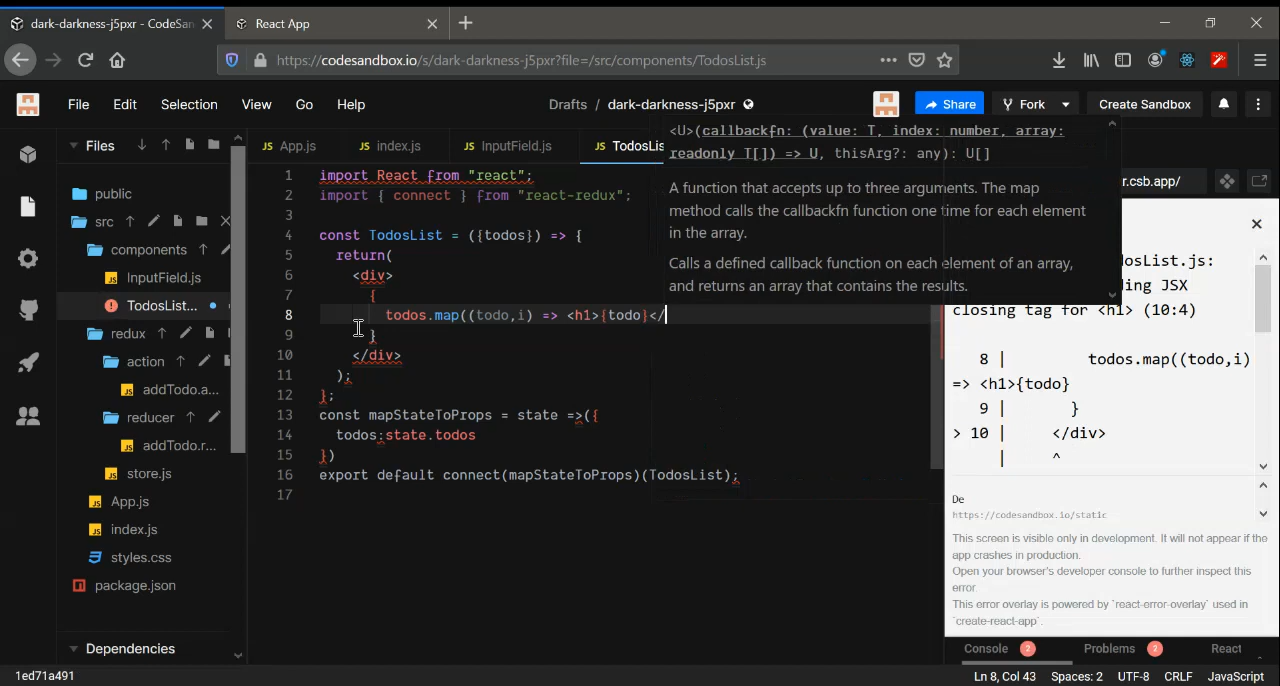 dark-darkness-j5pxr - CodeSan
React App
https://codesandbox.io/s/dark-darkness-j5pxr?file=/src/components/TodosList.js
File Edit Selection View Go Help
Drafts / dark-darkness-j5pxr
Share
Fork
Create Sandbox
Files
public
src
components
InputField.js
TodosList...
redux
action
addTodo.a...
reducer
addTodo.r...
store.js
App.js
index.js
styles.css
package.json
Dependencies
App.js
index.js
InputField.js
TodosLis
1 import React from "react";
2 import { connect } from "react-redux";
3
4 const TodosList = ({todos}) => {
5 return(
6 <div>
7 {
8 todos.map((todo,i) => <h1>{todo}</
9 }
10 </div>
11 );
12 };
13 const mapStateToProps = state =>({
14 todos:state.todos
15 })
16 export default connect(mapStateToProps)(TodosList);
17
<U>(callbackfn: (value: T, index: number, array:
readonly T[]) => U, thisArg?: any): U[]
A function that accepts up to three arguments. The map
method calls the callbackfn function one time for each element
in the array.
Calls a defined callback function on each element of an array,
and returns an array that contains the results.
r.csb.app/
dosList.js:
ding JSX
closing tag for <h1> (10:4)
8 | todos.map((todo,i)
=> <h1>{todo}
9 | }
> 10 | </div>
| ^
De
https://codesandbox.io/static
This screen is visible only in development. It will not appear if the
app crashes in production.
Open your browser's developer console to further inspect this
error.
This error overlay is powered by `react-error-overlay` used in
`create-react-app`.
Console 2
Problems 2
React
1ed71a491
Ln 8, Col 43
Spaces: 2
UTF-8
CRLF
JavaScript